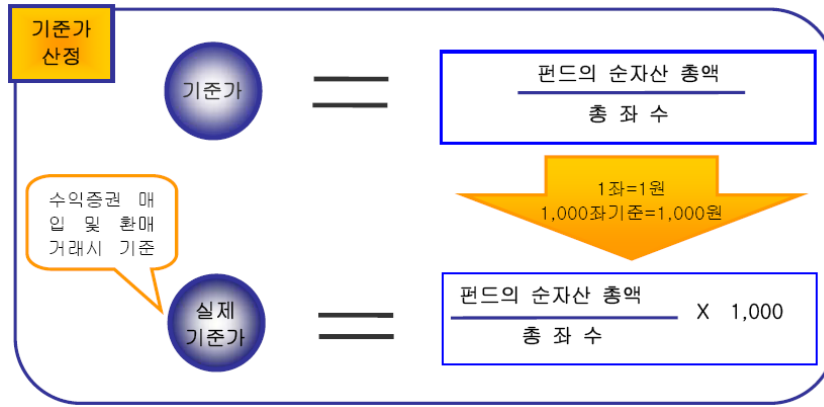 기준가
산정
기준가
펀드의 순자산 총액
총 좌 수
1좌=1원
1,000좌기준=1,000원
수익증권 매
입 및 환매
거래시 기준
실제
기준가
펀드의 순자산 총액
총 좌 수
X 1,000